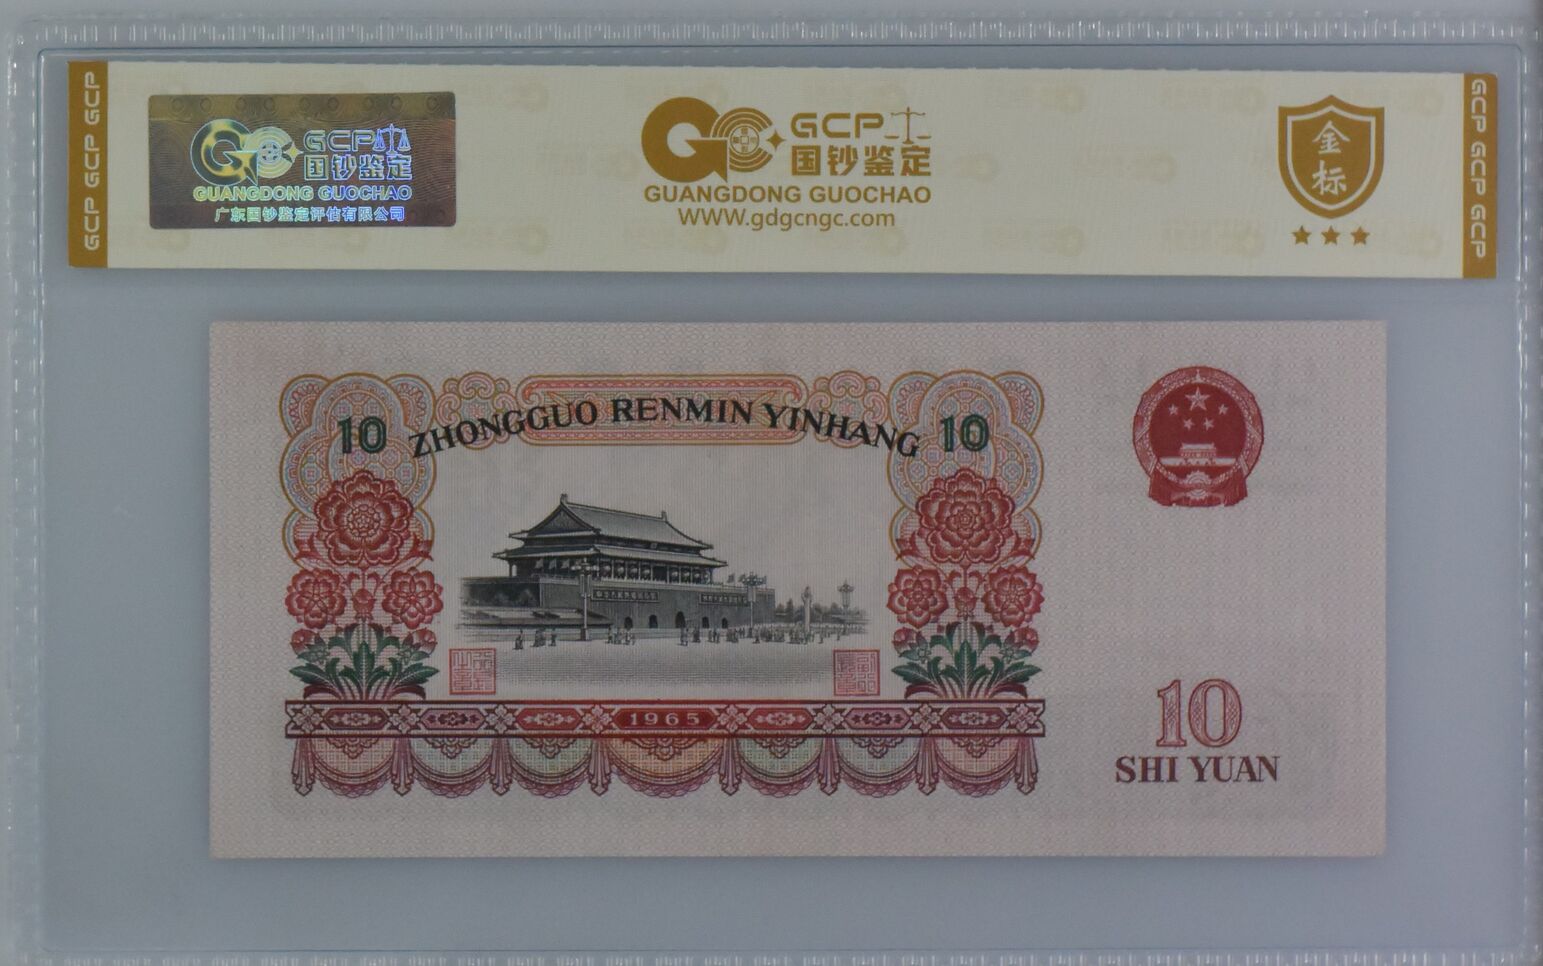 GCP GCP GCP
GCP
国钞鉴定
GUANGDONG GUOCHAO
广东国钞鉴定评估有限公司
GCP
国钞鉴定
GUANGDONG GUOCHAO
WWW.gdgcngc.com
金
标
GCP GCP GCP
10 ZHONGGUO RENMIN YINHANG 10
1965
10
SHI YUAN